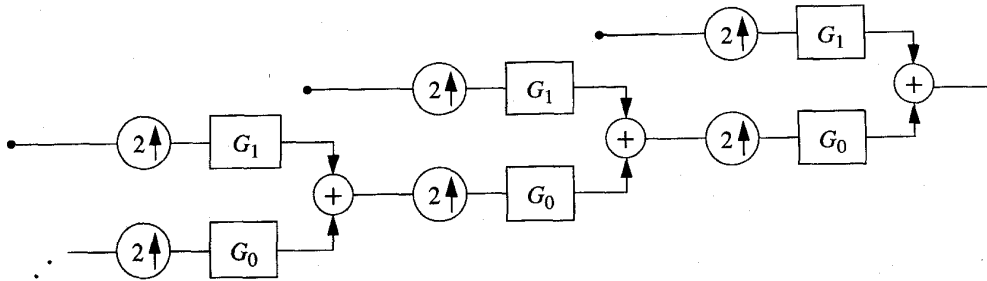 2↑ G₁
2↑ G₁ +
2↑ G₁ + 2↑ G₀
+ 2↑ G₀
2↑ G₀